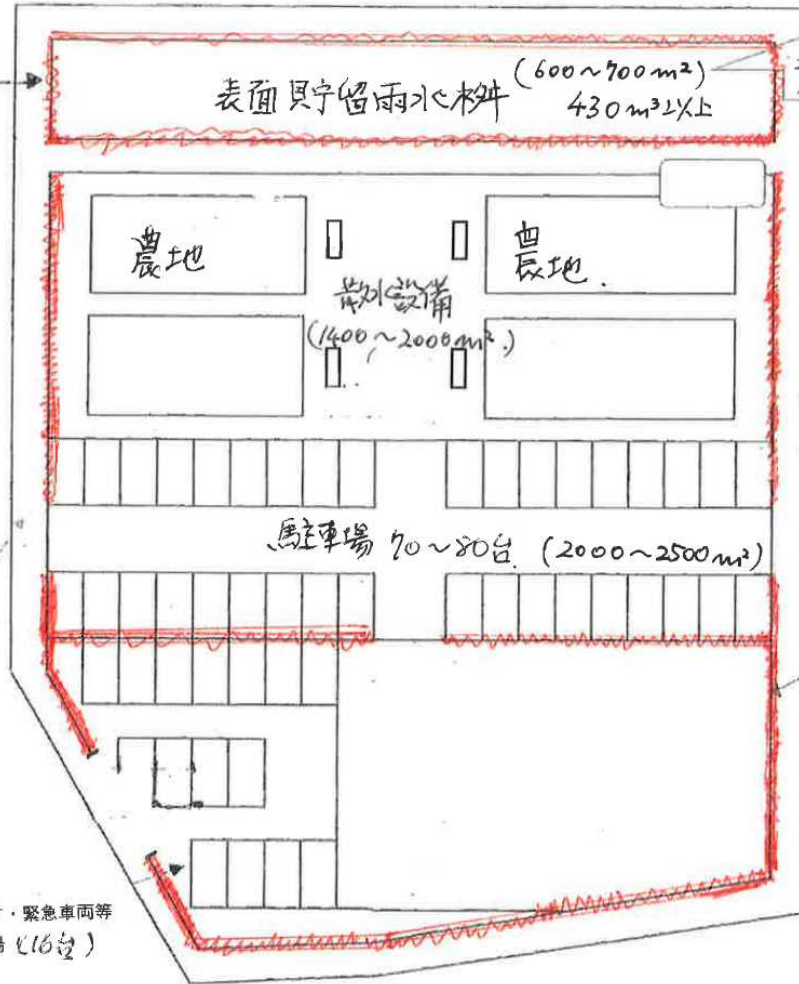 表面貯留雨水桝
(600～700m²)
430m³以上
農地
農地.
散水設備
(1400～2000m².)
駐車場 70～80台. (2000～2500m²)
・緊急車両等
(16台)